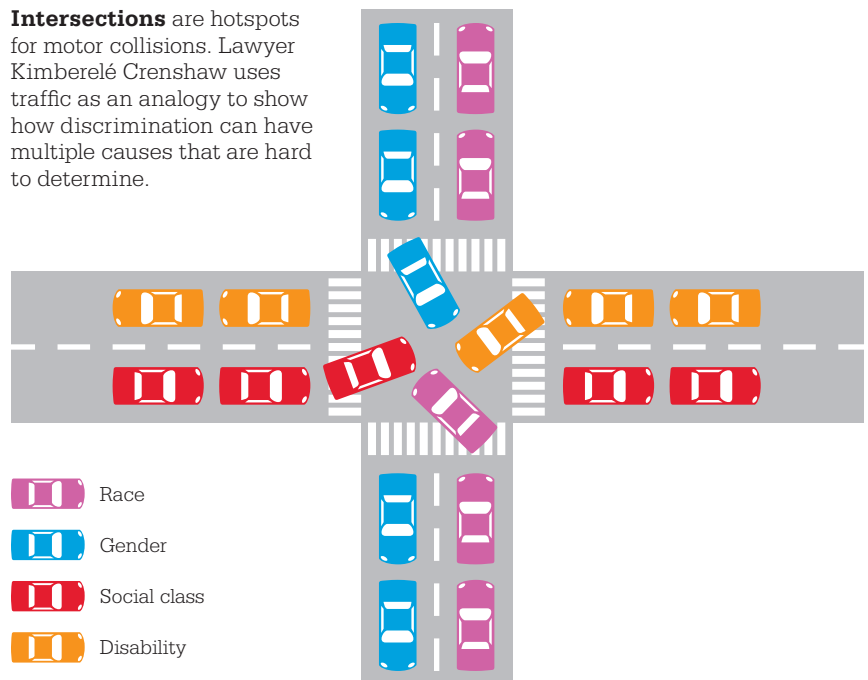 Intersections are hotspots
for motor collisions. Lawyer
Kimberelé Crenshaw uses
traffic as an analogy to show
how discrimination can have
multiple causes that are hard
to determine.
Race
Gender
Social class
Disability